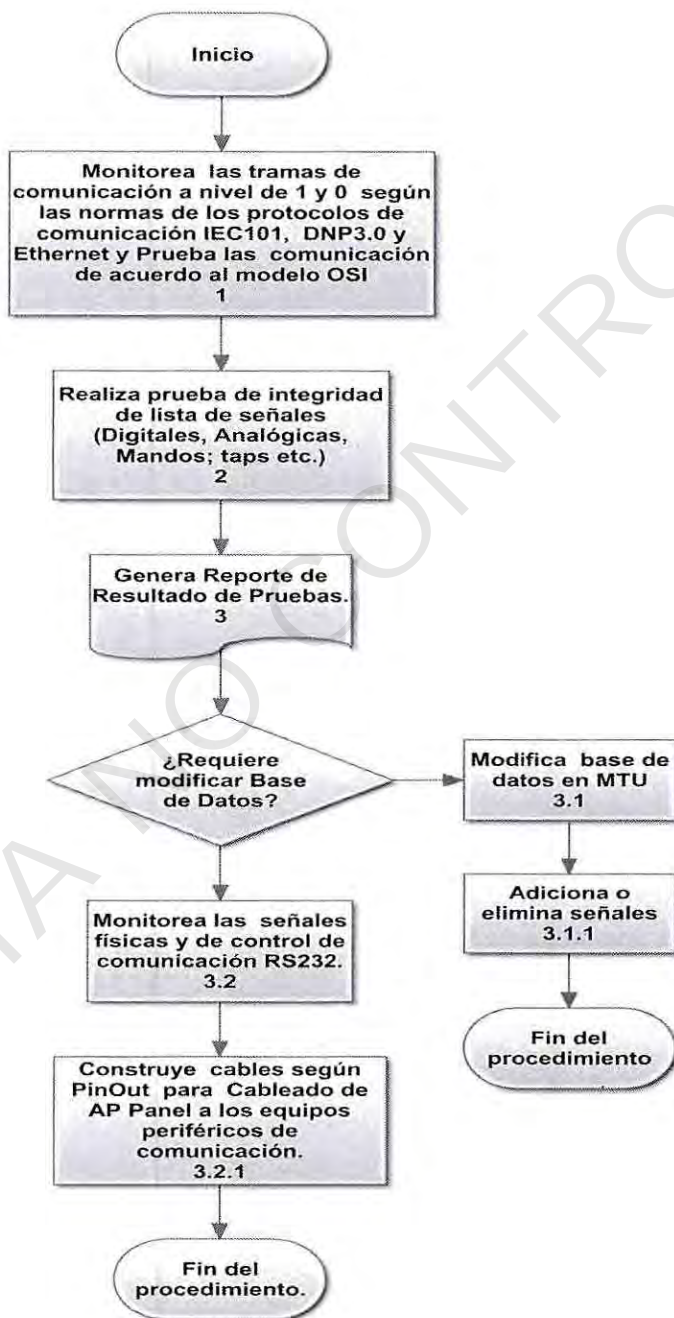 Inicio
Monitorea las tramas de
comunicación a nivel de 1 y 0 según
las normas de los protocolos de
comunicación IEC101, DNP3.0 y
Ethernet y Prueba las comunicación
de acuerdo al modelo OSI
1
Realiza prueba de integridad
de lista de señales
(Digitales, Analógicas,
Mandos; taps etc.)
2
Genera Reporte de
Resultado de Pruebas.
3
¿Requiere
modificar Base
de Datos?
Modifica base de
datos en MTU
3.1
Adiciona o
elimina señales
3.1.1
Fin del
procedimiento
Monitorea las señales
físicas y de control de
comunicación RS232.
3.2
Construye cables según
PinOut para Cableado de
AP Panel a los equipos
periféricos de
comunicación.
3.2.1
Fin del
procedimiento.
IA NO CONTRO